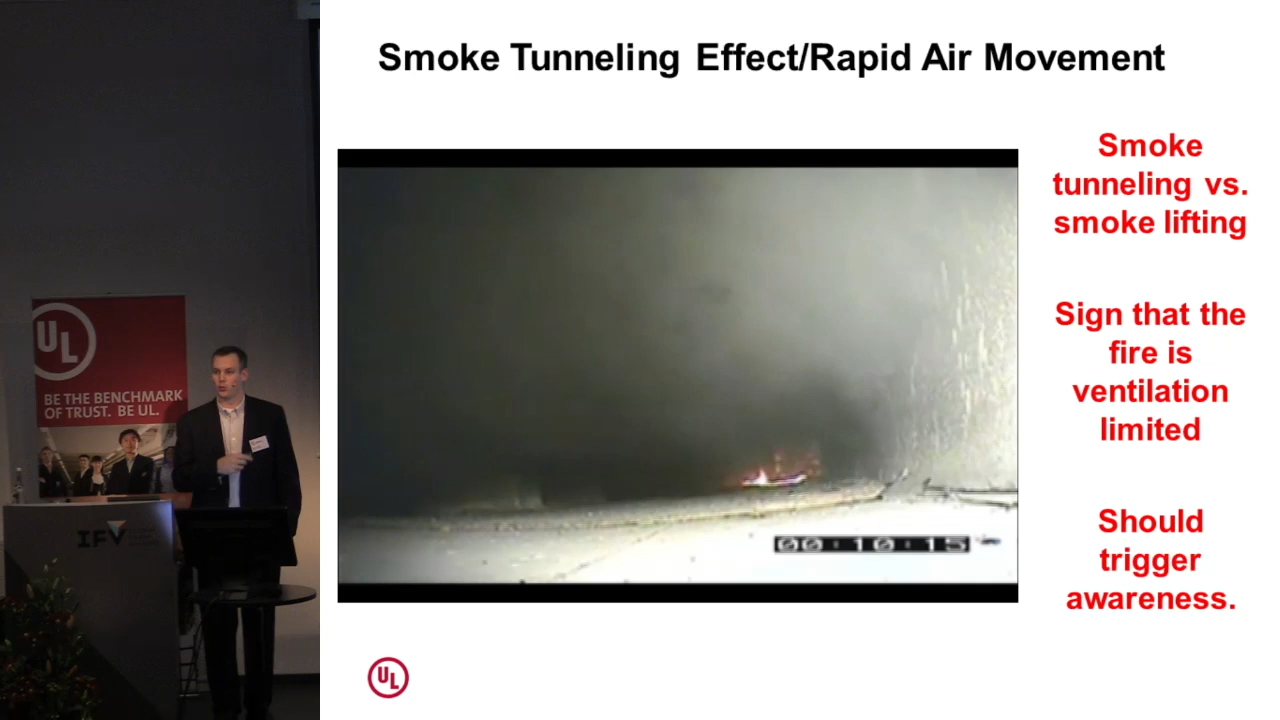 Smoke Tunneling Effect/Rapid Air Movement
Smoke
tunneling vs.
smoke lifting
Sign that the
fire is
ventilation
limited
Should
trigger
awareness.
00:10:15
UL
UL
BE THE BENCHMARK
OF TRUST. BE UL.
IFV